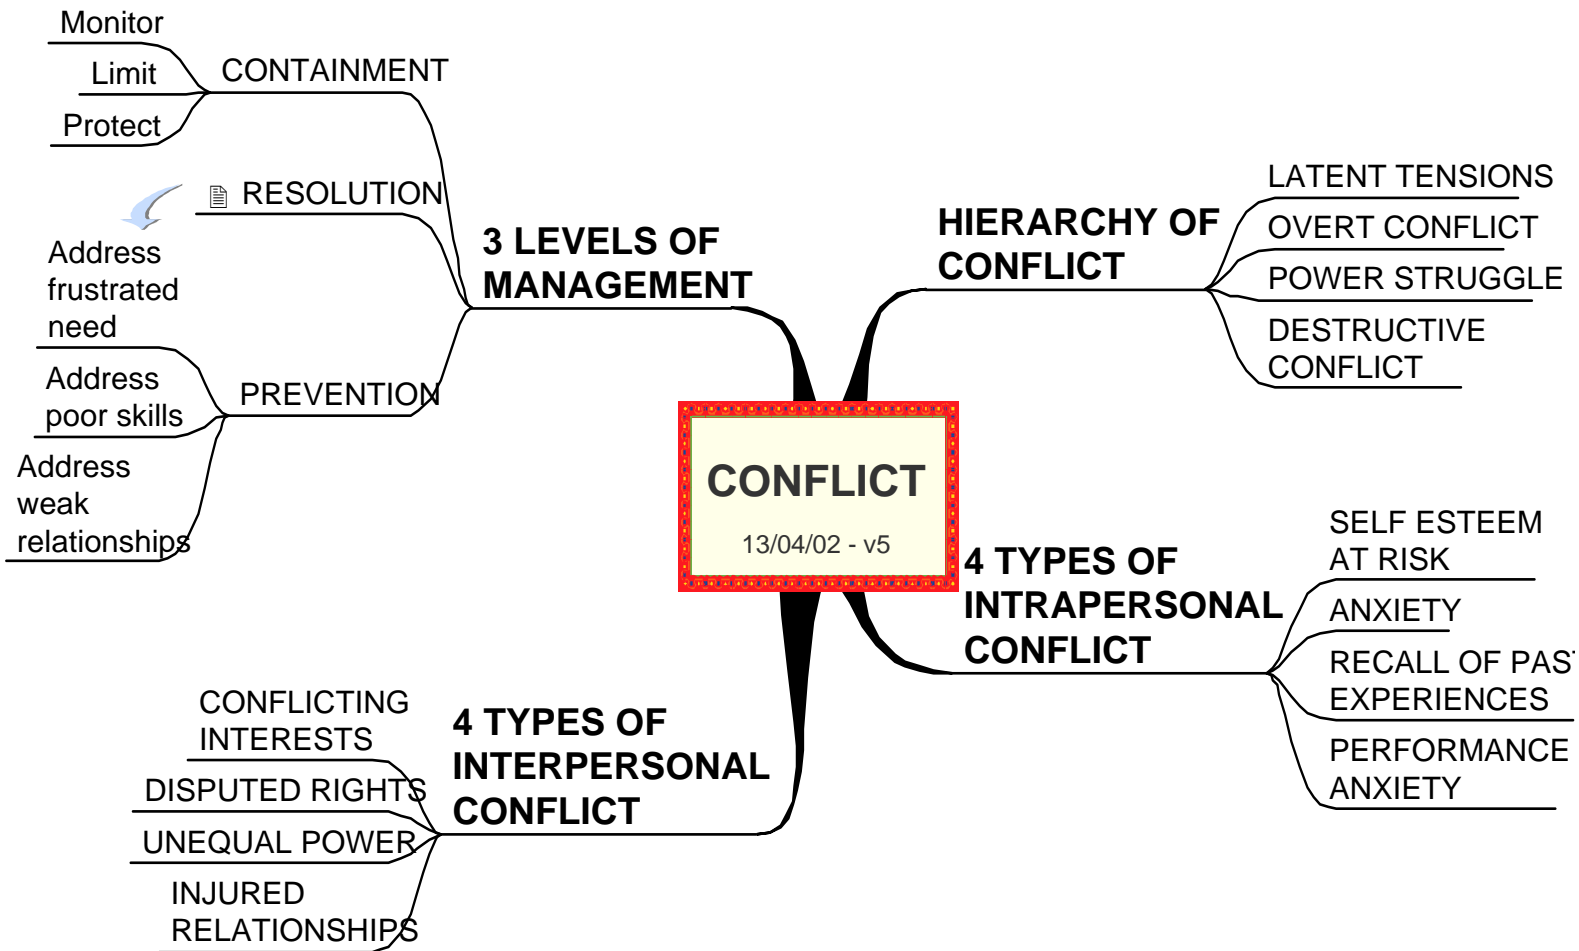 CONFLICT
13/04/02 - v5
HIERARCHY OF
CONFLICT
LATENT TENSIONS
OVERT CONFLICT
POWER STRUGGLE
DESTRUCTIVE
CONFLICT
4 TYPES OF
INTRAPERSONAL
CONFLICT
SELF ESTEEM
AT RISK
ANXIETY
RECALL OF PAST
EXPERIENCES
PERFORMANCE
ANXIETY
4 TYPES OF
INTERPERSONAL
CONFLICT
CONFLICTING
INTERESTS
DISPUTED RIGHTS
UNEQUAL POWER
INJURED
RELATIONSHIPS
3 LEVELS OF
MANAGEMENT
CONTAINMENT
Monitor
Limit
Protect
RESOLUTION
PREVENTION
Address
frustrated
need
Address
poor skills
Address
weak
relationships